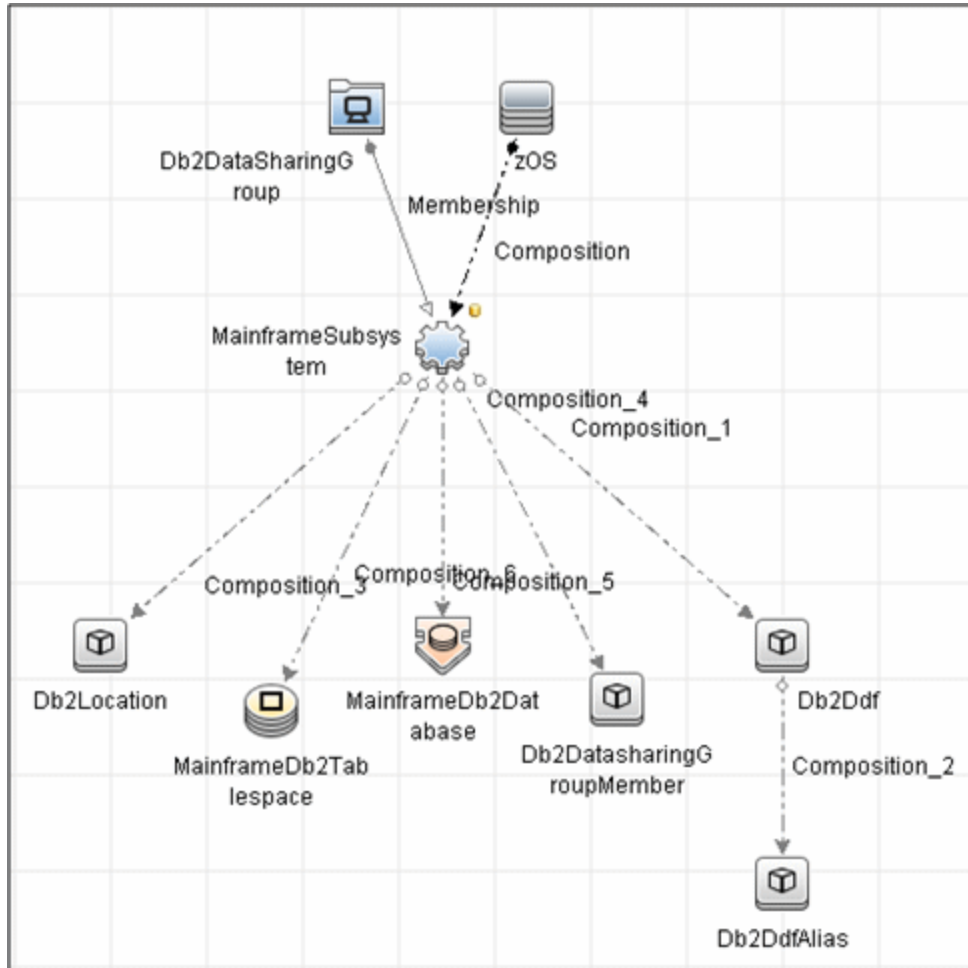 Db2DataSharingG
roup
zOS
Membership
Composition
MainframeSubsys
tem
Composition_4
Composition_1
Composition_3
Composition_6
Composition_5
Db2Location
MainframeDb2Tab
lespace
MainframeDb2Dat
abase
Db2DatasharingG
roupMember
Db2Ddf
Composition_2
Db2DdfAlias